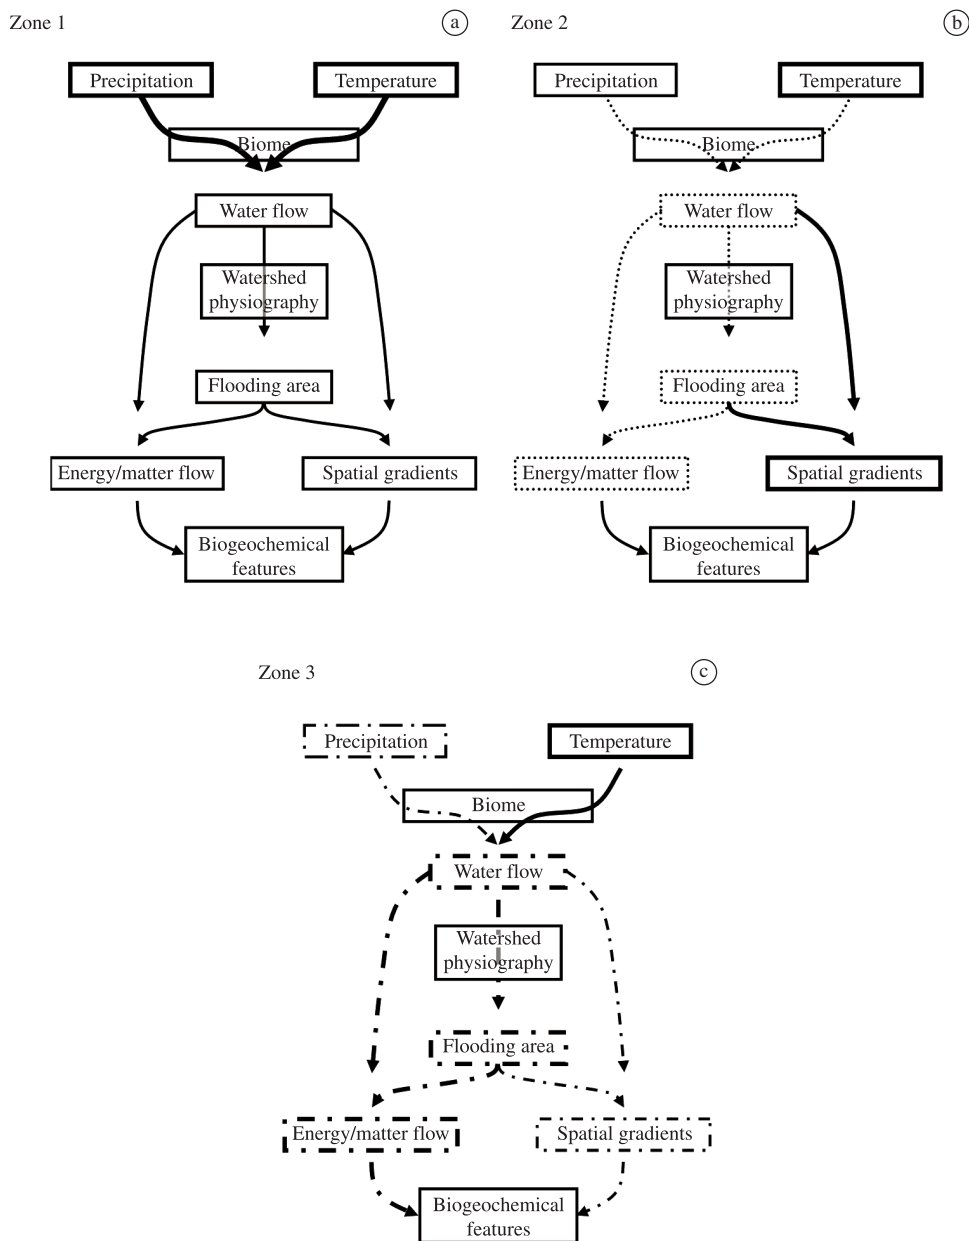 Zone 1
a
Precipitation
Temperature
Biome
Water flow
Watershed
physiography
Flooding area
Energy/matter flow
Spatial gradients
Biogeochemical
features
Zone 2
b
Precipitation
Temperature
Biome
Water flow
Watershed
physiography
Flooding area
Energy/matter flow
Spatial gradients
Biogeochemical
features
Zone 3
c
Precipitation
Temperature
Biome
Water flow
Watershed
physiography
Flooding area
Energy/matter flow
Spatial gradients
Biogeochemical
features